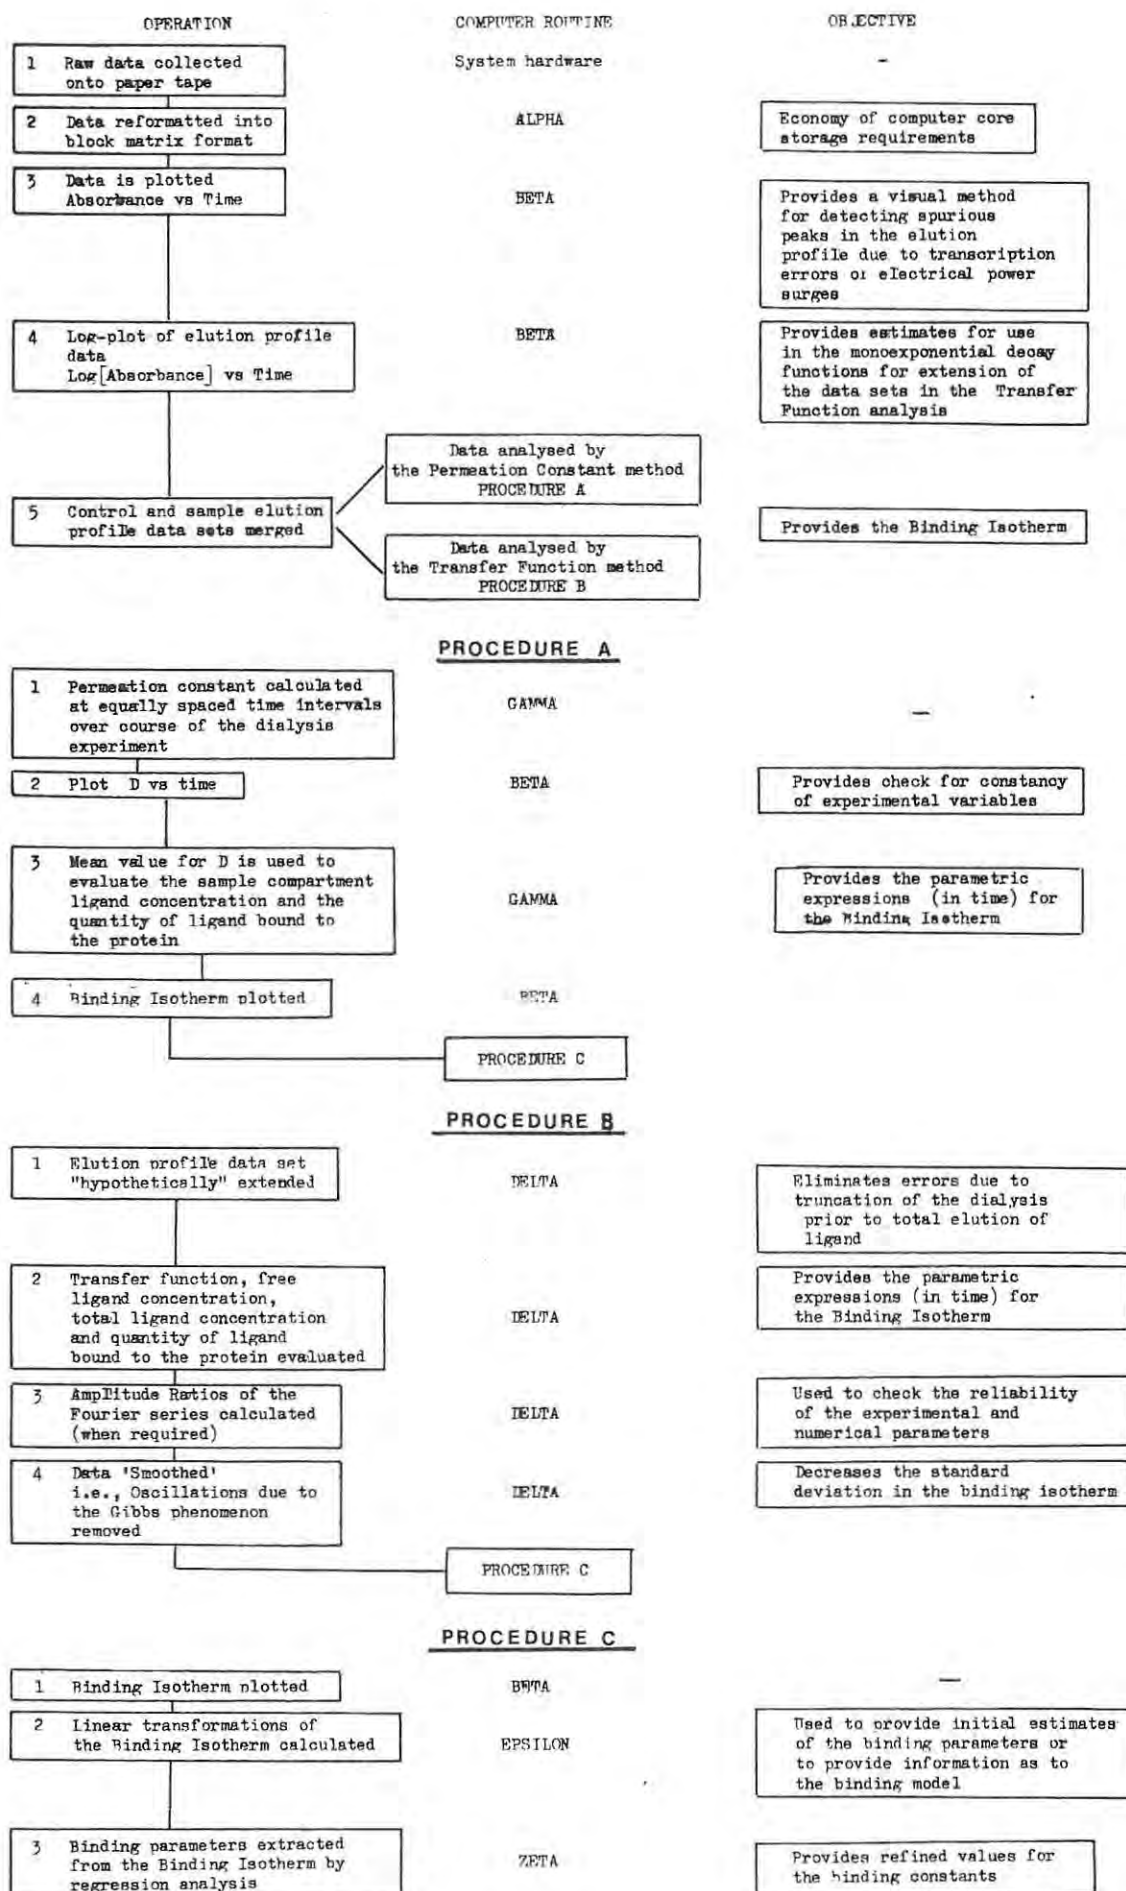 OPERATION COMPUTER ROUTINE OBJECTIVE
1 Raw data collected
onto paper tape
System hardware
-
2 Data reformatted into
block matrix format
ALPHA
Economy of computer core
storage requirements
3 Data is plotted
Absorbance vs Time
BETA
Provides a visual method
for detecting spurious
peaks in the elution
profile due to transcription
errors or electrical power
surges
4 Log-plot of elution profile
data
Log[Absorbance] vs Time
BETA
Provides estimates for use
in the monoexponential decay
functions for extension of
the data sets in the Transfer
Function analysis
Data analysed by
the Permeation Constant method
PROCEDURE A
5 Control and sample elution
profile data sets merged
Provides the Binding Isotherm
Data analysed by
the Transfer Function method
PROCEDURE B
PROCEDURE A
1 Permeation constant calculated
at equally spaced time intervals
over course of the dialysis
experiment
GAMMA
—
2 Plot D vs time
BETA
Provides check for constancy
of experimental variables
3 Mean value for D is used to
evaluate the sample compartment
ligand concentration and the
quantity of ligand bound to
the protein
GAMMA
Provides the parametric
expressions (in time) for
the Binding Isotherm
4 Binding Isotherm plotted
BETA
PROCEDURE C
PROCEDURE B
1 Elution profile data set
"hypothetically" extended
DELTA
Eliminates errors due to
truncation of the dialysis
prior to total elution of
ligand
2 Transfer function, free
ligand concentration,
total ligand concentration
and quantity of ligand
bound to the protein evaluated
DELTA
Provides the parametric
expressions (in time) for
the Binding Isotherm
3 Amplitude Ratios of the
Fourier series calculated
(when required)
DELTA
Used to check the reliability
of the experimental and
numerical parameters
4 Data 'Smoothed'
i.e., Oscillations due to
the Gibbs phenomenon
removed
DELTA
Decreases the standard
deviation in the binding isotherm
PROCEDURE C
PROCEDURE C
1 Binding Isotherm plotted
BETA
—
2 Linear transformations of
the Binding Isotherm calculated
EPSILON
Used to provide initial estimates
of the binding parameters or
to provide information as to
the binding model
3 Binding parameters extracted
from the Binding Isotherm by
regression analysis
ZETA
Provides refined values for
the binding constants